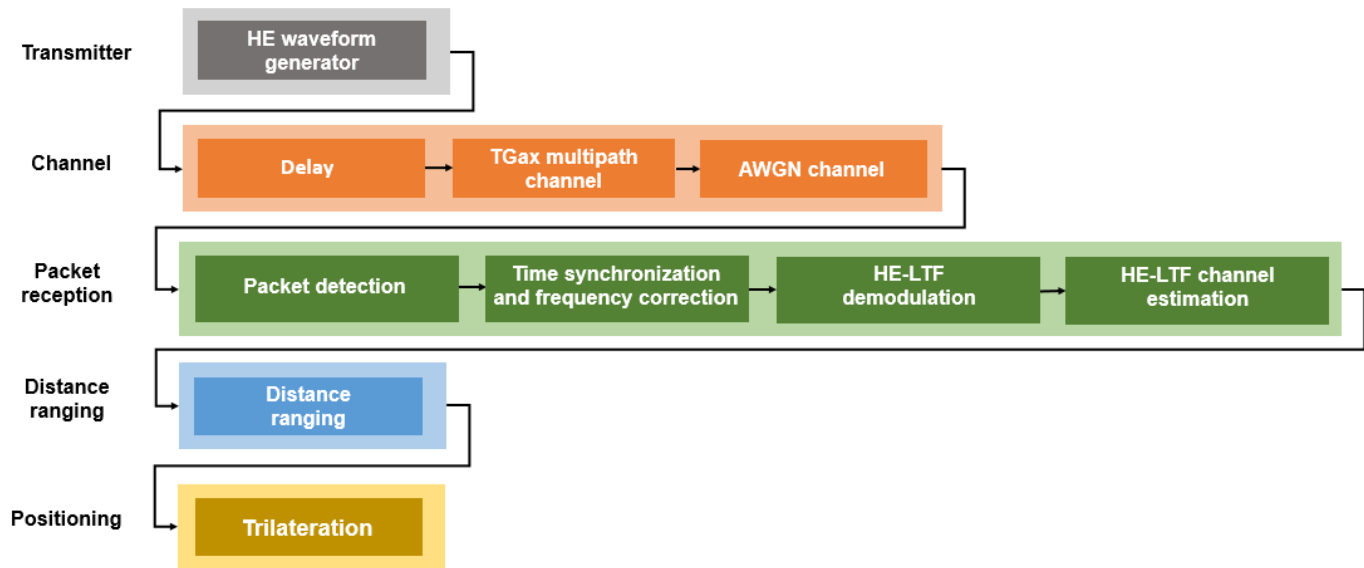 Transmitter
HE waveform
generator
Channel
Delay
TGax multipath
channel
AWGN channel
Packet
reception
Packet detection
Time synchronization
and frequency correction
HE-LTF
demodulation
HE-LTF channel
estimation
Distance
ranging
Distance
ranging
Positioning
Trilateration